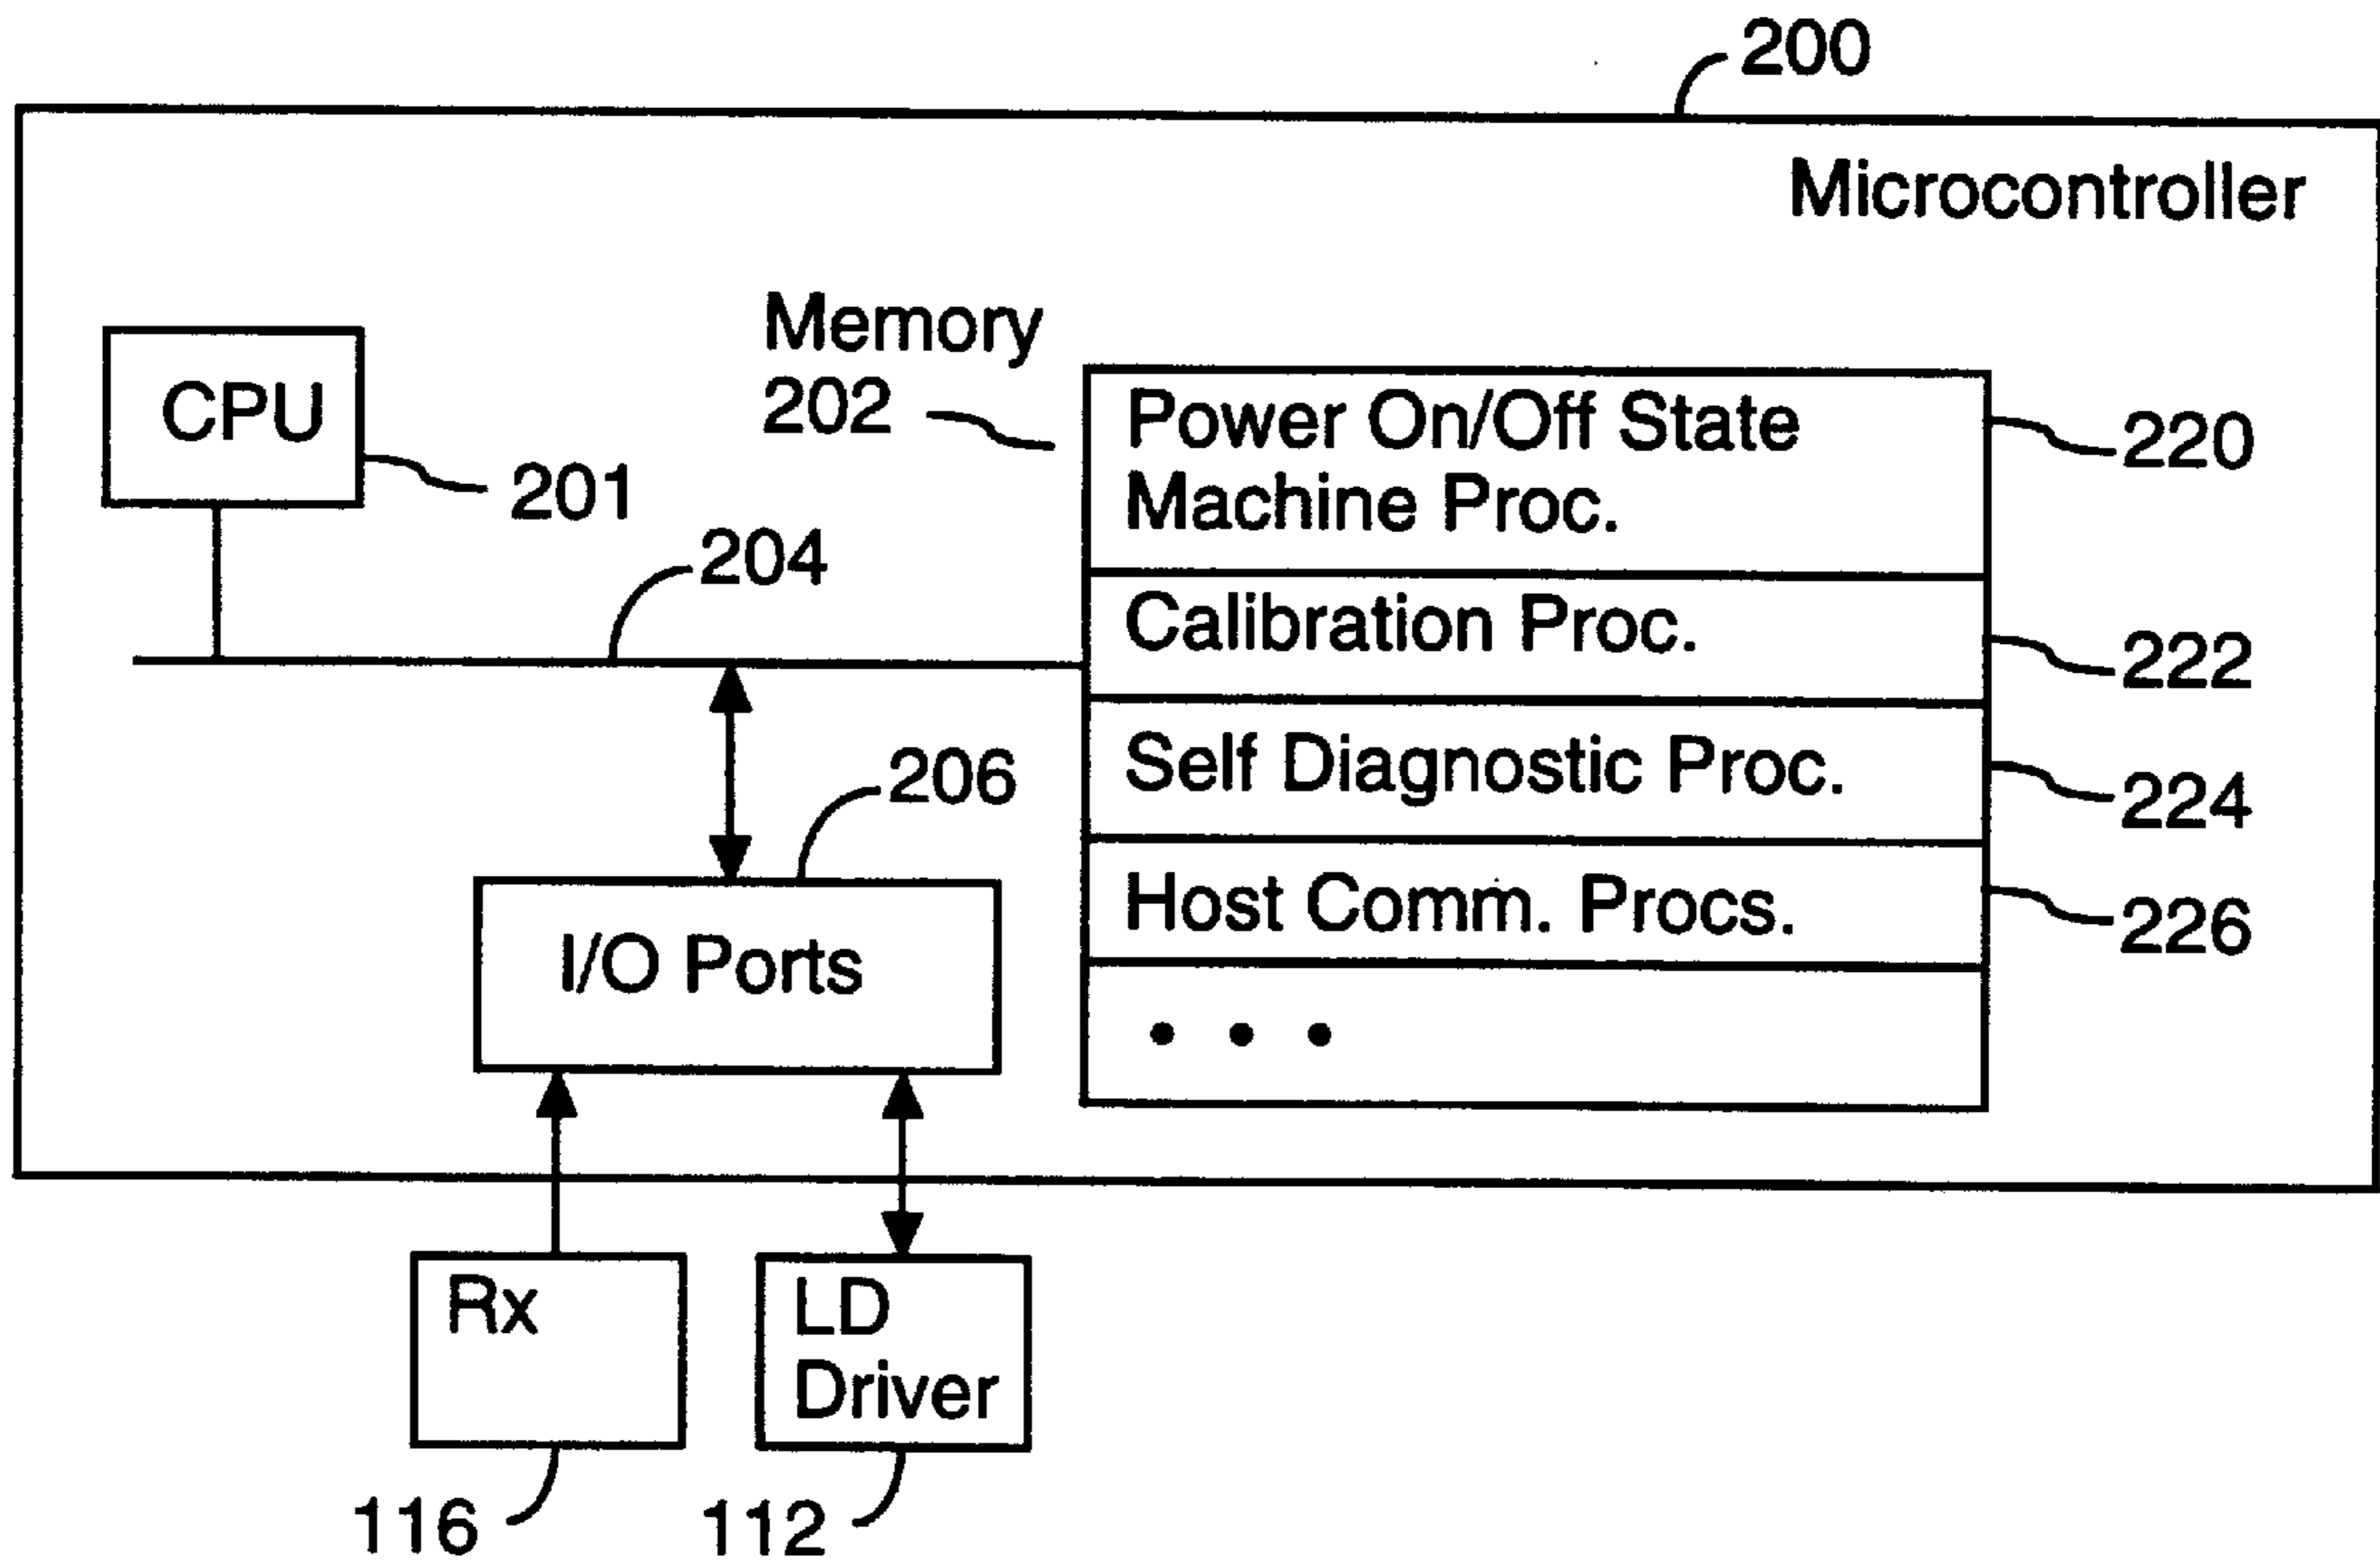 200
Microcontroller
Memory
202
CPU
201
204
Power On/Off State
Machine Proc.
220
Calibration Proc.
222
Self Diagnostic Proc.
224
Host Comm. Procs.
226
• • •
206
I/O Ports
Rx
LD
Driver
116
112